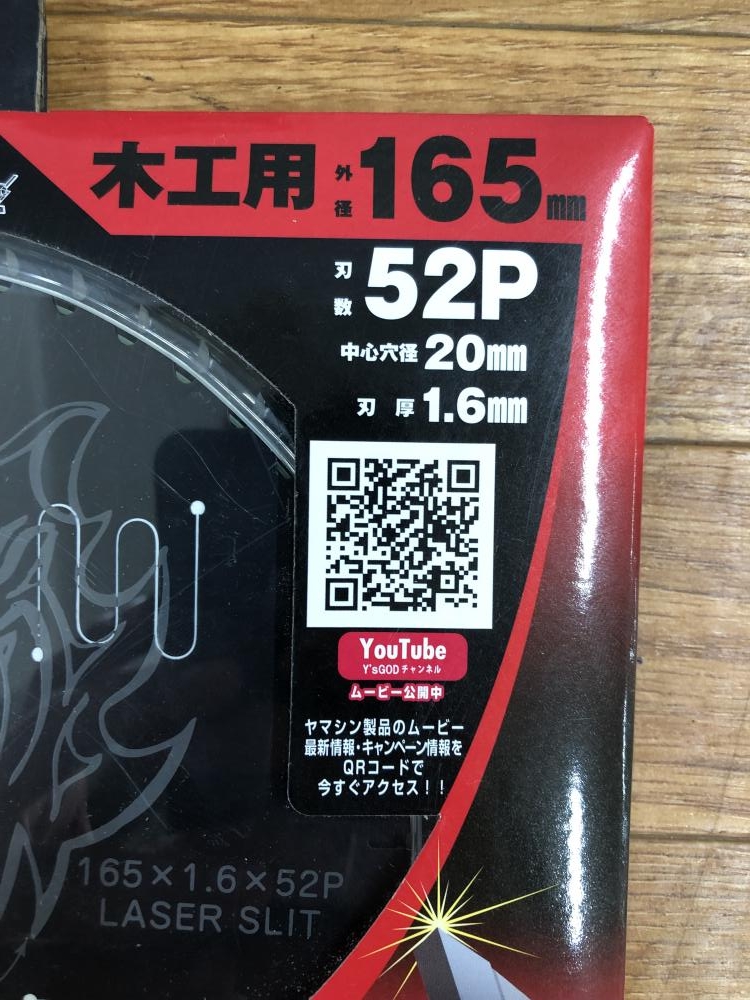 木工用 外径 165mm
刃数 52P
中心穴径 20mm
刃厚 1.6mm
YouTube
Y'sGODチャンネル
ムービー公開中
ヤマシン製品のムービー
最新情報・キャンペーン情報を
QRコードで
今すぐアクセス!!
165×1.6×52P
LASER SLIT